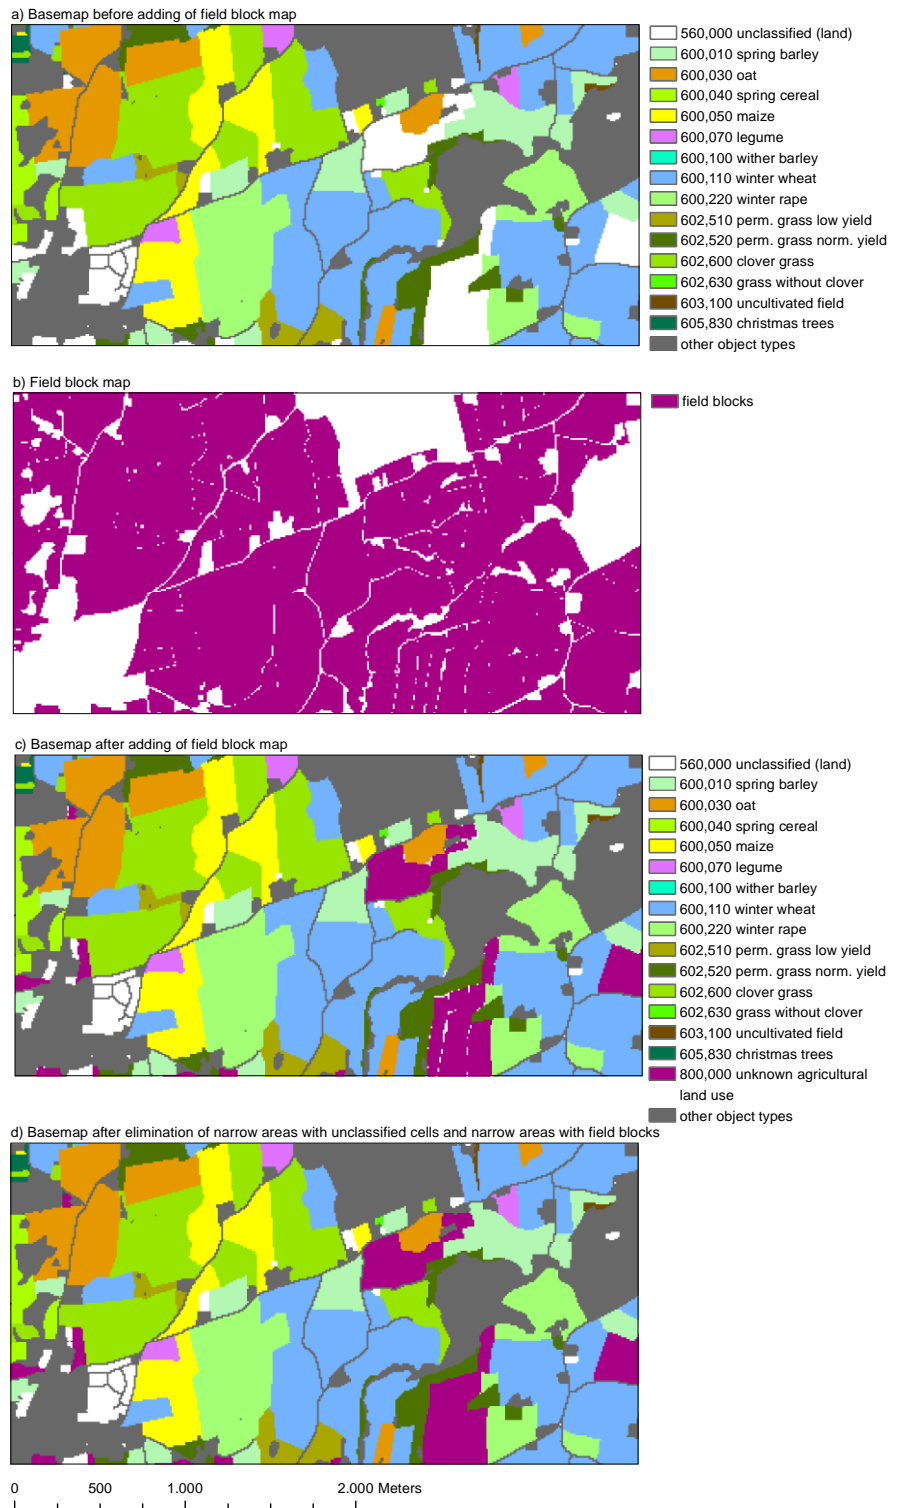 a) Basemap before adding of field block map
560,000 unclassified (land)
600,010 spring barley
600,030 oat
600,040 spring cereal
600,050 maize
600,070 legume
600,100 wither barley
600,110 winter wheat
600,220 winter rape
602,510 perm. grass low yield
602,520 perm. grass norm. yield
602,600 clover grass
602,630 grass without clover
603,100 uncultivated field
605,830 christmas trees
other object types
b) Field block map
field blocks
c) Basemap after adding of field block map
560,000 unclassified (land)
600,010 spring barley
600,030 oat
600,040 spring cereal
600,050 maize
600,070 legume
600,100 wither barley
600,110 winter wheat
600,220 winter rape
602,510 perm. grass low yield
602,520 perm. grass norm. yield
602,600 clover grass
602,630 grass without clover
603,100 uncultivated field
605,830 christmas trees
800,000 unknown agricultural
land use
other object types
d) Basemap after elimination of narrow areas with unclassified cells and narrow areas with field blocks
0 500 1.000 2.000 Meters